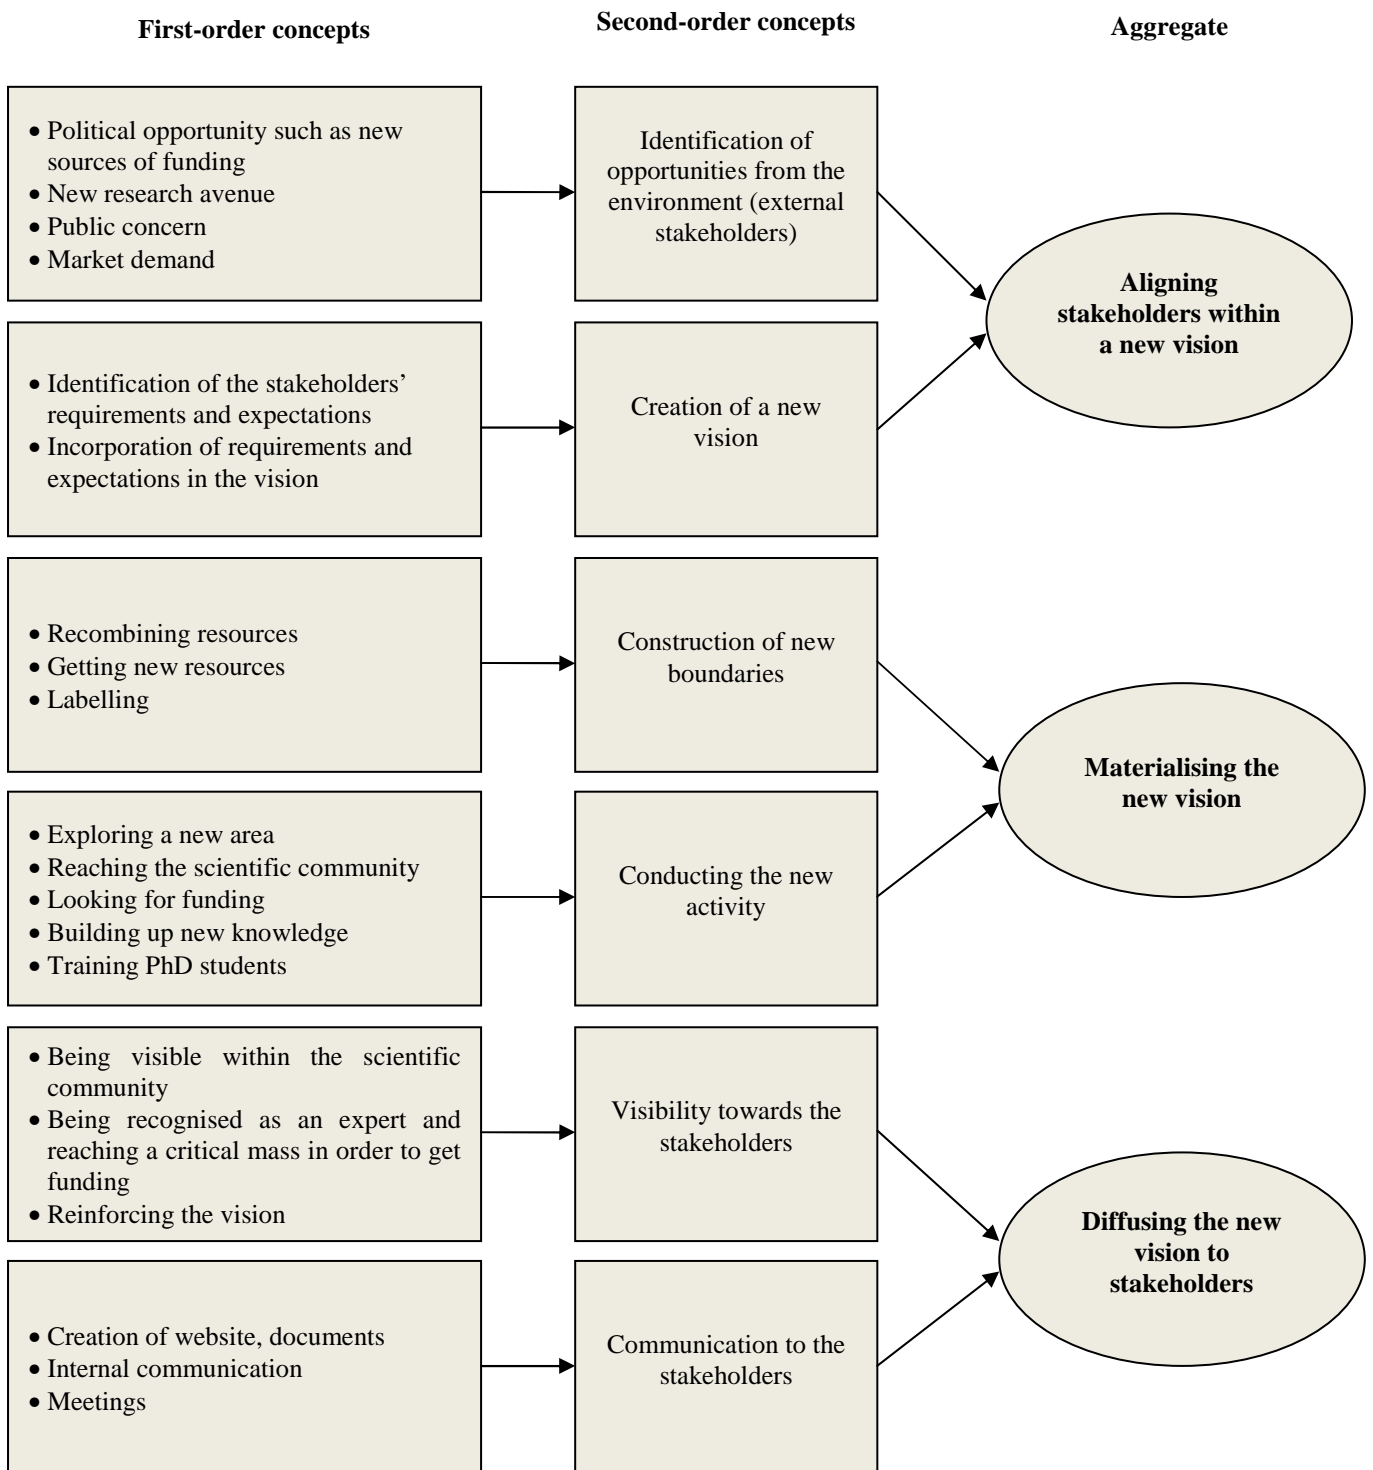 First-order concepts
Second-order concepts
Aggregate
• Political opportunity such as new
sources of funding
• New research avenue
• Public concern
• Market demand
Identification of
opportunities from the
environment (external
stakeholders)
Aligning
stakeholders within
a new vision
• Identification of the stakeholders’
requirements and expectations
• Incorporation of requirements and
expectations in the vision
Creation of a new
vision
• Recombining resources
• Getting new resources
• Labelling
Construction of new
boundaries
Materialising the
new vision
• Exploring a new area
• Reaching the scientific community
• Looking for funding
• Building up new knowledge
• Training PhD students
Conducting the new
activity
• Being visible within the scientific
community
• Being recognised as an expert and
reaching a critical mass in order to get
funding
• Reinforcing the vision
Visibility towards the
stakeholders
Diffusing the new
vision to
stakeholders
• Creation of website, documents
• Internal communication
• Meetings
Communication to the
stakeholders